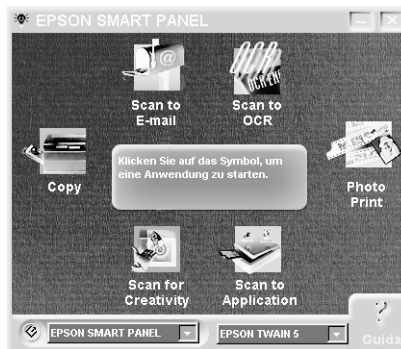 EPSON SMART PANEL
Scan to
E-mail
Scan to
OCR
Copy
Klicken Sie auf das Symbol, um
eine Anwendung zu starten.
Photo
Print
Scan for
Creativity
Scan to
Application
EPSON SMART PANEL
EPSON TWAIN 5
?
Guida